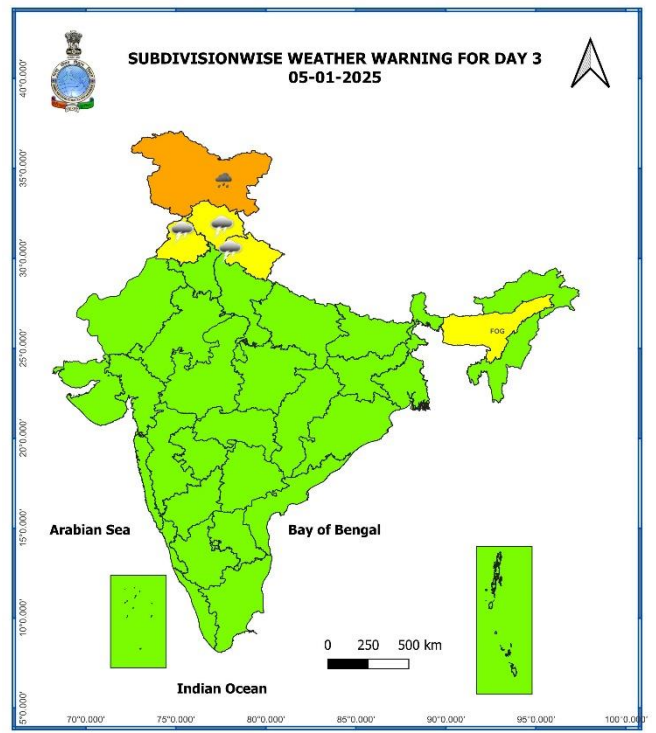 SUBDIVISIONWISE WEATHER WARNING FOR DAY 3
05-01-2025
40°0.000'
35°0.000'
30°0.000'
25°0.000'
20°0.000'
15°0.000'
10°0.000'
5°0.000'
FOG
Arabian Sea
Bay of Bengal
0 250 500 km
Indian Ocean
70°0.000' 75°0.000' 80°0.000' 85°0.000' 90°0.000' 95°0.000' 100°0.000'